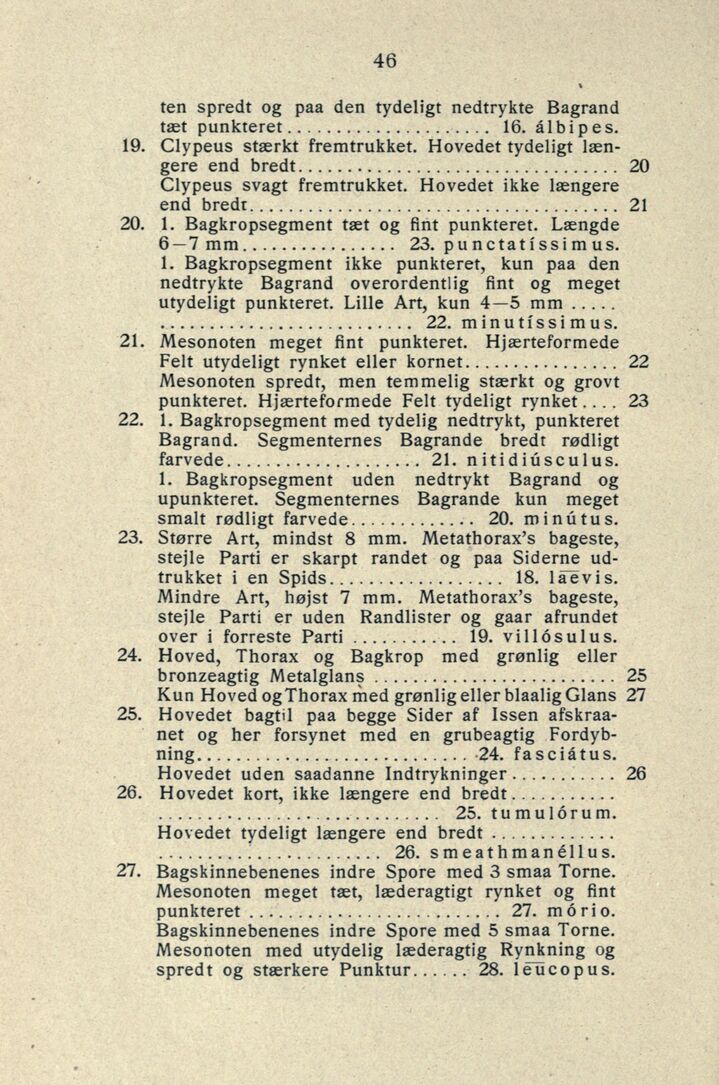 46
ten spredt og paa den tydeligt nedtrykte Bagrand
tæt punkteret..................... 16. álbipes.
19. Clypeus stærkt fremtrukket. Hovedet tydeligt læn-
gere end bredt................................. 20
Clypeus svagt fremtrukket. Hovedet ikke længere
end bredt...................................... 21
20. 1. Bagkropsegment tæt og fint punkteret. Længde
6—7 mm................ 23. punctatíssimus.
1. Bagkropsegment ikke punkteret, kun paa den
nedtrykte Bagrand overordentlig fint og meget
utydeligt punkteret. Lille Art, kun 4—5 mm .....
.......................... 22. minutíssimus.
21. Mesonoten meget fint punkteret. Hjærteformede
Felt utydeligt rynket eller kornet................ 22
Mesonoten spredt, men temmelig stærkt og grovt
punkteret. Hjærteformede Felt tydeligt rynket.... 23
22. 1. Bagkropsegment med tydelig nedtrykt, punkteret
Bagrand. Segmenternes Bagrande bredt rødligt
farvede.................... 21. nitidiúsculus.
1. Bagkropsegment uden nedtrykt Bagrand og
upunkteret. Segmenternes Bagrande kun meget
smalt rødligt farvede............. 20. minútus.
23. Større Art, mindst 8 mm. Metathorax's bageste,
stejle Parti er skarpt randet og paa Siderne ud-
trukket i en Spids.................. 18. læ̅vis.
Mindre Art, højst 7 mm. Metathorax's bageste,
stejle Parti er uden Randlister og gaar afrundet
over i forreste Parti ........... 19. villósulus.
24. Hoved, Thorax og Bagkrop med grønlig eller
bronzeagtig Metalglans ......................... 25
Kun Hoved og Thorax med grønlig eller blaalig Glans 27
25. Hovedet bagtil paa begge Sider af Issen afskraa-
net og her forsynet med en grubeagtig Fordyb-
ning............................. 24. fasciátus.
Hovedet uden saadanne Indtrykninger........... 26
26. Hovedet kort, ikke længere end bredt...........
............................. 25. tumulórum.
Hovedet tydeligt længere end bredt .............
....................... 26. smeathmanéllus.
27. Bagskinnebenenes indre Spore med 3 smaa Torne.
Mesonoten meget tæt, læderagtigt rynket og fint
punkteret .......................... 27. mório.
Bagskinnebenenes indre Spore med 5 smaa Torne.
Mesonoten med utydelig læderagtig Rynkning og
spredt og stærkere Punktur...... 28. le̅u̅copus.